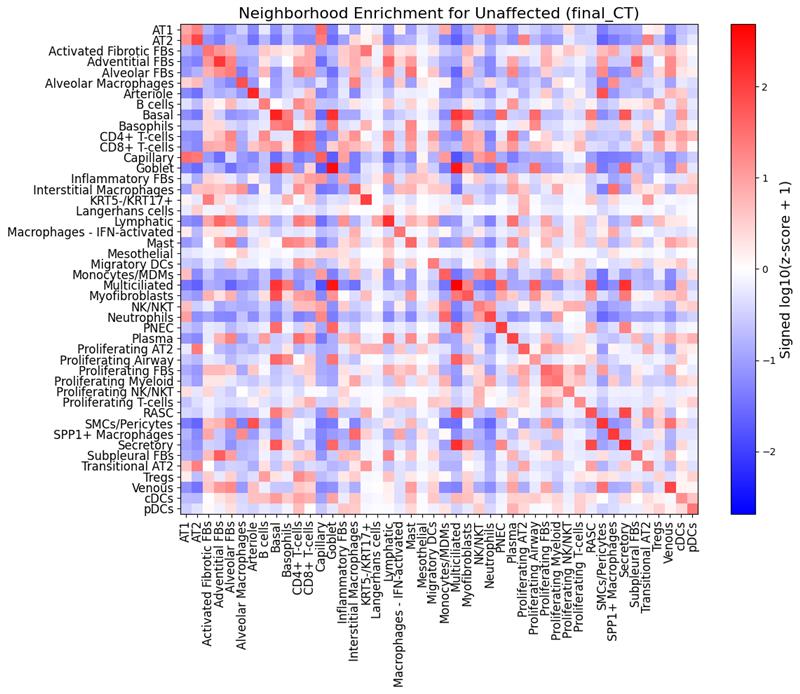 Neighborhood Enrichment for Unaffected (final_CT)
AT1
AT2
Activated Fibrotic FBs
Adventitial FBs
Alveolar FBs
Alveolar Macrophages
Arteriole
B cells
Basal
Basophils
CD4+ T-cells
CD8+ T-cells
Capillary
Goblet
Inflammatory FBs
Interstitial Macrophages
KRT5-/KRT17+
Langerhans cells
Lymphatic
Macrophages - IFN-activated
Mast
Mesothelial
Migratory DCs
Monocytes/MDMs
Multiciliated
Myofibroblasts
NK/NKT
Neutrophils
PNEC
Plasma
Proliferating AT2
Proliferating Airway
Proliferating FBs
Proliferating Myeloid
Proliferating NK/NKT
Proliferating T-cells
RASC
SMCs/Pericytes
SPP1+ Macrophages
Secretory
Subpleural FBs
Transitional AT2
Tregs
Venous
cDCs
pDCs
AT1
AT2
Activated Fibrotic FBs
Adventitial FBs
Alveolar FBs
Alveolar Macrophages
Arteriole
B cells
Basal
Basophils
CD4+ T-cells
CD8+ T-cells
Capillary
Goblet
Inflammatory FBs
Interstitial Macrophages
KRT5-/KRT17+
Langerhans cells
Lymphatic
Macrophages - IFN-activated
Mast
Mesothelial
Migratory DCs
Monocytes/MDMs
Multiciliated
Myofibroblasts
NK/NKT
Neutrophils
PNEC
Plasma
Proliferating AT2
Proliferating Airway
Proliferating FBs
Proliferating Myeloid
Proliferating NK/NKT
Proliferating T-cells
RASC
SMCs/Pericytes
SPP1+ Macrophages
Secretory
Subpleural FBs
Transitional AT2
Tregs
Venous
cDCs
pDCs
2
1
0
−1
−2
Signed log10(z-score + 1)